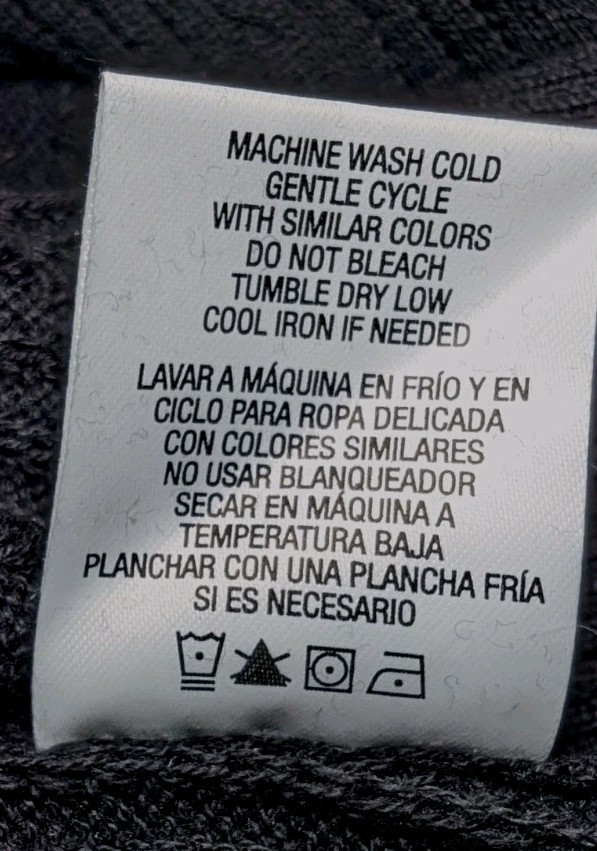 MACHINE WASH COLD
GENTLE CYCLE
WITH SIMILAR COLORS
DO NOT BLEACH
TUMBLE DRY LOW
COOL IRON IF NEEDED
LAVAR A MÁQUINA EN FRÍO Y EN
CICLO PARA ROPA DELICADA
CON COLORES SIMILARES
NO USAR BLANQUEADOR
SECAR EN MÁQUINA A
TEMPERATURA BAJA
PLANCHAR CON UNA PLANCHA FRÍA
SI ES NECESARIO